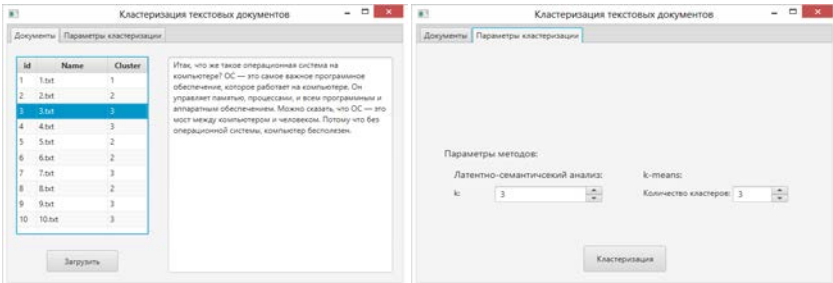 Кластеризация текстовых документов
Документы Параметры кластеризации
id Name Cluster
1 1.txt 1
2 2.txt 2
3 3.txt 3
4 4.txt 3
5 5.txt 2
6 6.txt 2
7 7.txt 3
8 8.txt 2
9 9.txt 3
10 10.txt 3
Загрузить
Итак, что же такое операционная система на
компьютере? ОС — это самое важное программное
обеспечение, которое работает на компьютере. Он
управляет памятью, процессами, и всем программным и
аппаратным обеспечением. Можно сказать, что ОС — это
мост между компьютером и человеком. Потому что без
операционной системы, компьютер бесполезен.
Кластеризация текстовых документов
Документы Параметры кластеризации
Параметры методов:
Латентно-семантичсекий анализ: k-means:
k: 3 Количество кластеров: 3
Кластеризация